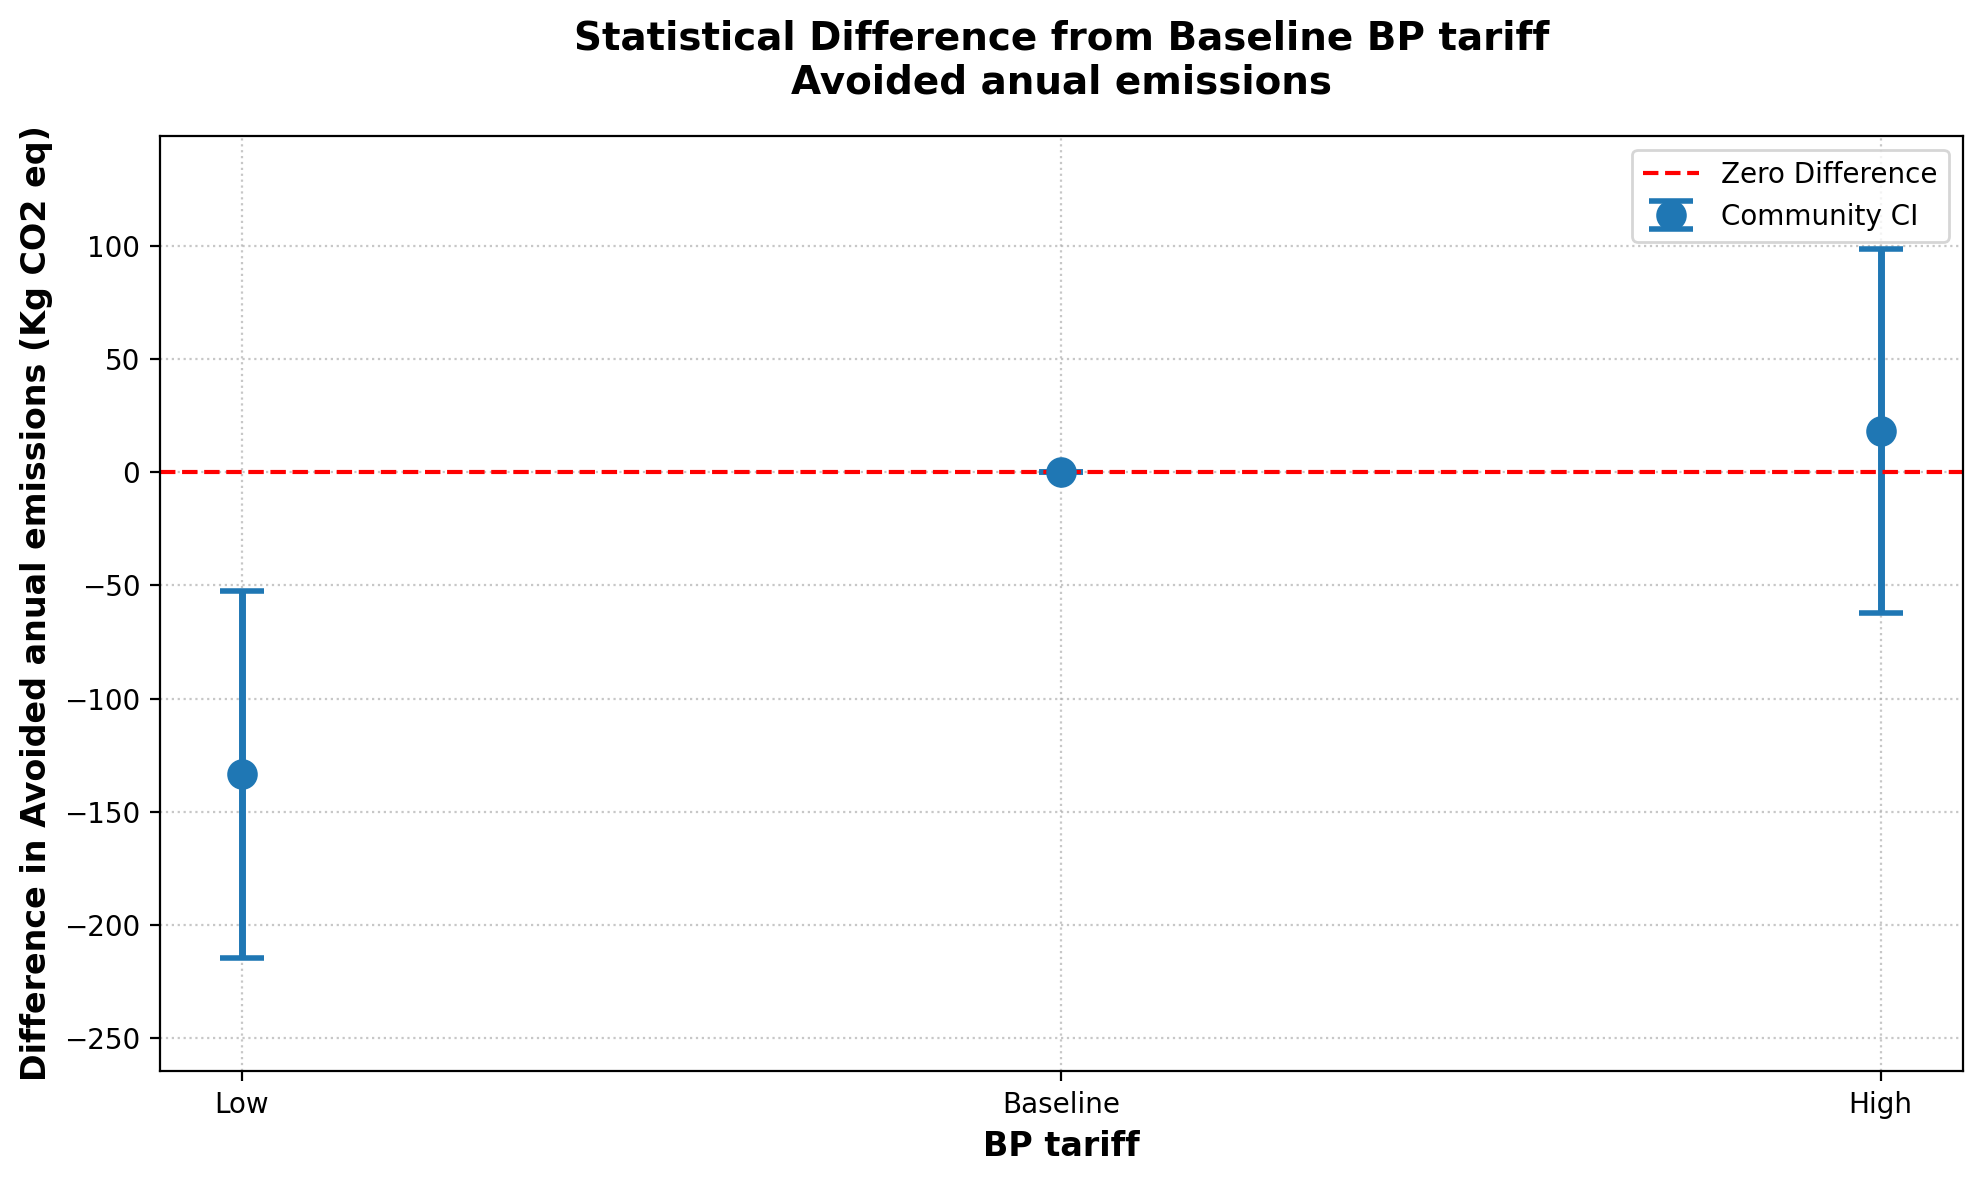 Statistical Difference from Baseline BP tariff
Avoided anual emissions
Difference in Avoided anual emissions (Kg CO2 eq)
Zero Difference
Community CI
100
50
0
−50
−100
−150
−200
−250
Low
Baseline
High
BP tariff